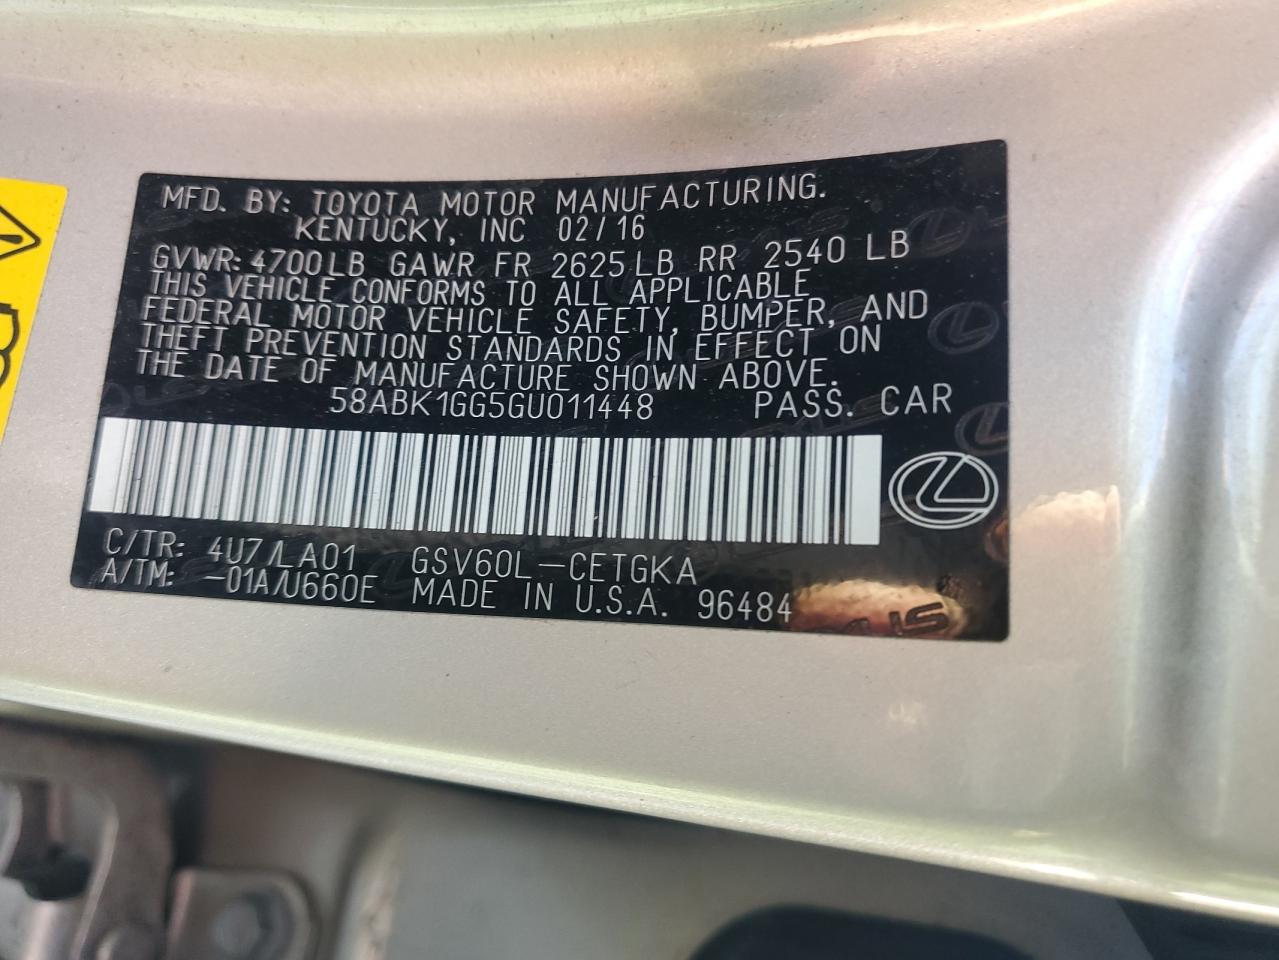 MFD. BY: TOYOTA MOTOR MANUFACTURING.
KENTUCKY, INC 02/16
GVWR: 4700LB GAWR FR 2625LB RR 2540 LB
THIS VEHICLE CONFORMS TO ALL APPLICABLE
FEDERAL MOTOR VEHICLE SAFETY, BUMPER, AND
THEFT PREVENTION STANDARDS IN EFFECT ON
THE DATE OF MANUFACTURE SHOWN ABOVE.
58ABK1GG5GU011448 PASS. CAR
C/TR: 4U7/LA01 GSV60L-CETGKA
A/TM: -01A/U660E MADE IN U.S.A. 96484